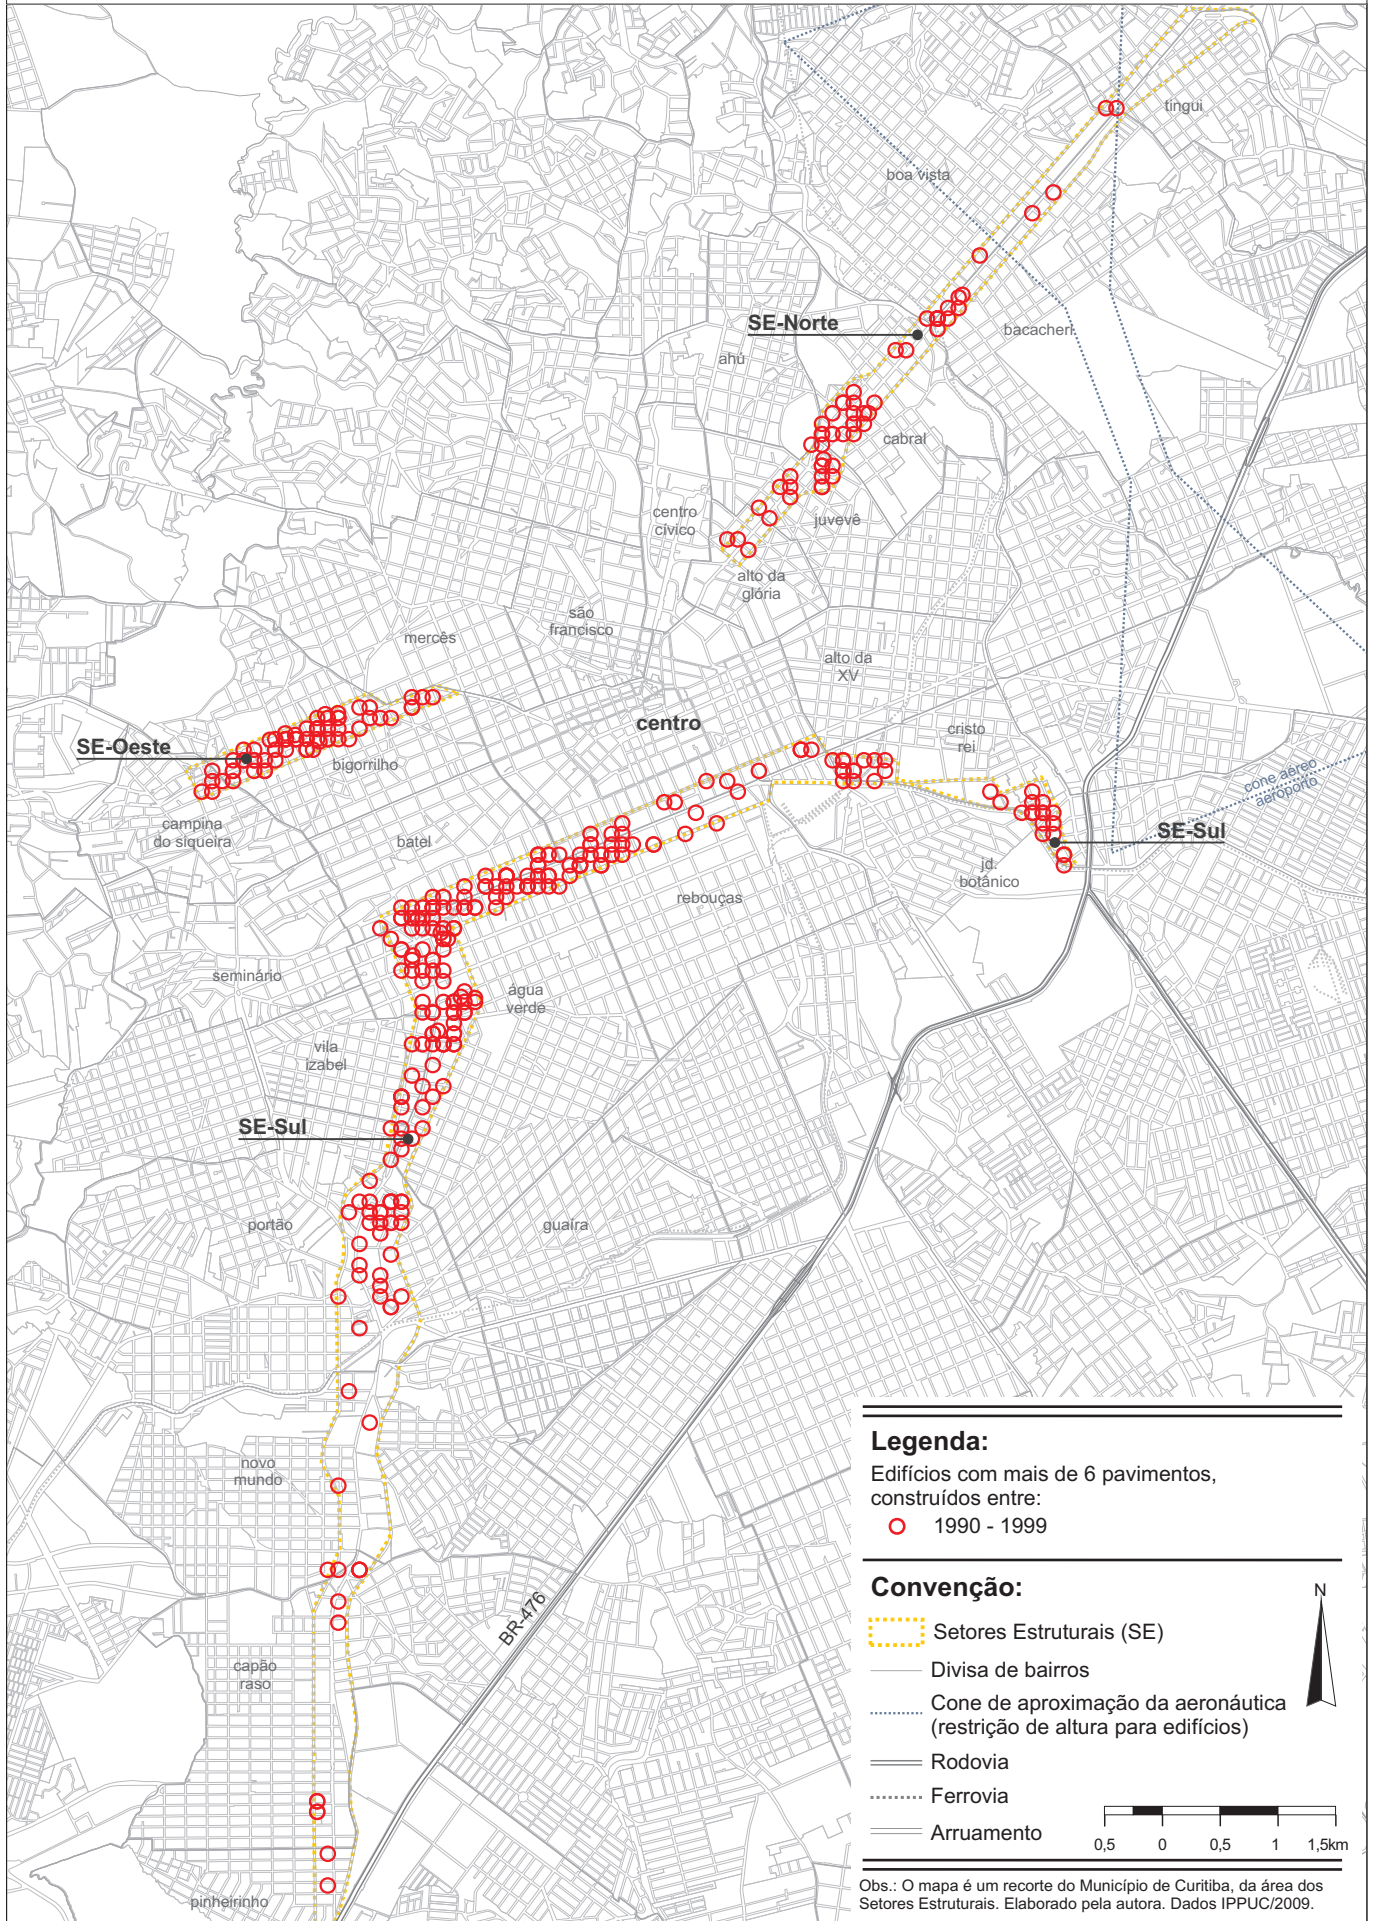 tingui
boa vista
SE-Norte
bacacheri
ahú
cabral
centro
cívico
juvevê
alto da
glória
são
francisco
mercês
alto da
XV
centro
cristo
rei
SE-Oeste
bigorrilho
cone aéreo
aeroporto
campina
do siqueira
batel
SE-Sul
jd.
botânico
rebouças
seminário
água
verde
vila
izabel
SE-Sul
portão
guaíra
novo
mundo
BR-476
capão
raso
pinheirinho
Legenda:
Edifícios com mais de 6 pavimentos,
construídos entre:
1990 - 1999
Convenção:
N
Setores Estruturais (SE)
Divisa de bairros
Cone de aproximação da aeronáutica
(restrição de altura para edifícios)
Rodovia
Ferrovia
Arruamento
0,5 0 0,5 1 1,5km
Obs.: O mapa é um recorte do Município de Curitiba, da área dos
Setores Estruturais. Elaborado pela autora. Dados IPPUC/2009.